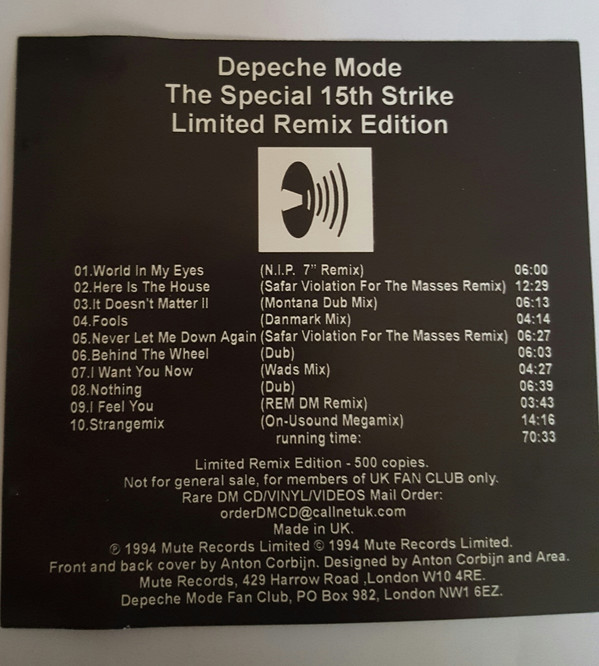 Depeche Mode
The Special 15th Strike
Limited Remix Edition
01.World In My Eyes (N.I.P. 7" Remix) 06:00
02.Here Is The House (Safar Violation For The Masses Remix) 12:29
03.It Doesn't Matter II (Montana Dub Mix) 06:13
04.Fools (Danmark Mix) 04:14
05.Never Let Me Down Again (Safar Violation For The Masses Remix) 06:27
06.Behind The Wheel (Dub) 06:03
07.I Want You Now (Wads Mix) 04:27
08.Nothing (Dub) 06:39
09.I Feel You (REM DM Remix) 03:43
10.Strangemix (On-Usound Megamix) 14:16
running time: 70:33
Limited Remix Edition - 500 copies.
Not for general sale, for members of UK FAN CLUB only.
Rare DM CD/VINYL/VIDEOS Mail Order:
orderDMCD@callnetuk.com
Made in UK.
℗ 1994 Mute Records Limited © 1994 Mute Records Limited.
Front and back cover by Anton Corbijn. Designed by Anton Corbijn and Area.
Mute Records, 429 Harrow Road ,London W10 4RE.
Depeche Mode Fan Club, PO Box 982, London NW1 6EZ.